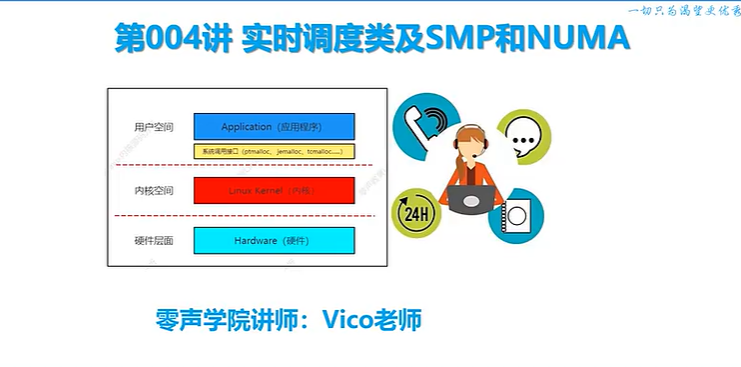 一切只为渴望更优秀
第004讲 实时调度类及SMP和NUMA
用户空间
Application（应用程序）
系统调用接口（ptmalloc、jemalloc、tcmalloc......）
内核空间
Linux Kernel（内核）
硬件层面
Hardware（硬件）
24H
零声学院讲师：Vico老师